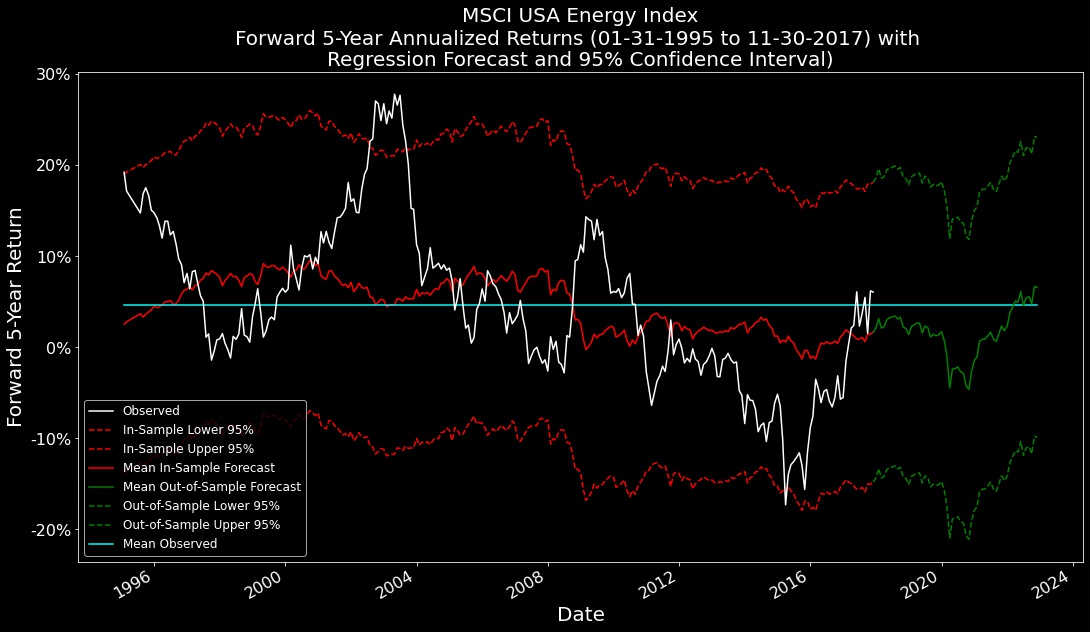 MSCI USA Energy Index
Forward 5-Year Annualized Returns (01-31-1995 to 11-30-2017) with
Regression Forecast and 95% Confidence Interval)
30%
20%
10%
0%
-10%
-20%
Forward 5-Year Return
Observed
In-Sample Lower 95%
In-Sample Upper 95%
Mean In-Sample Forecast
Mean Out-of-Sample Forecast
Out-of-Sample Lower 95%
Out-of-Sample Upper 95%
Mean Observed
1996
2000
2004
2008
2012
2016
2020
2024
Date